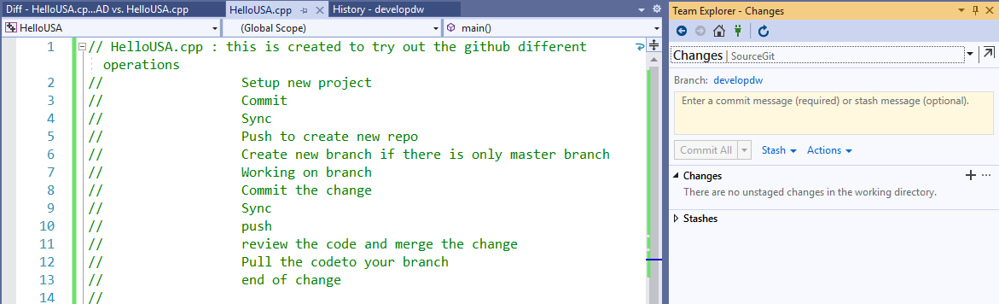 Diff - HelloUSA.cp...AD vs. HelloUSA.cpp
HelloUSA.cpp
History - developdw
HelloUSA
(Global Scope)
main()
1 // HelloUSA.cpp : this is created to try out the github different
operations
2 // Setup new project
3 // Commit
4 // Sync
5 // Push to create new repo
6 // Create new branch if there is only master branch
7 // Working on branch
8 // Commit the change
9 // Sync
10 // push
11 // review the code and merge the change
12 // Pull the codeto your branch
13 // end of change
14 //
Team Explorer - Changes
Changes | SourceGit
Branch: developdw
Enter a commit message (required) or stash message (optional).
Commit All
Stash
Actions
Changes
There are no unstaged changes in the working directory.
Stashes